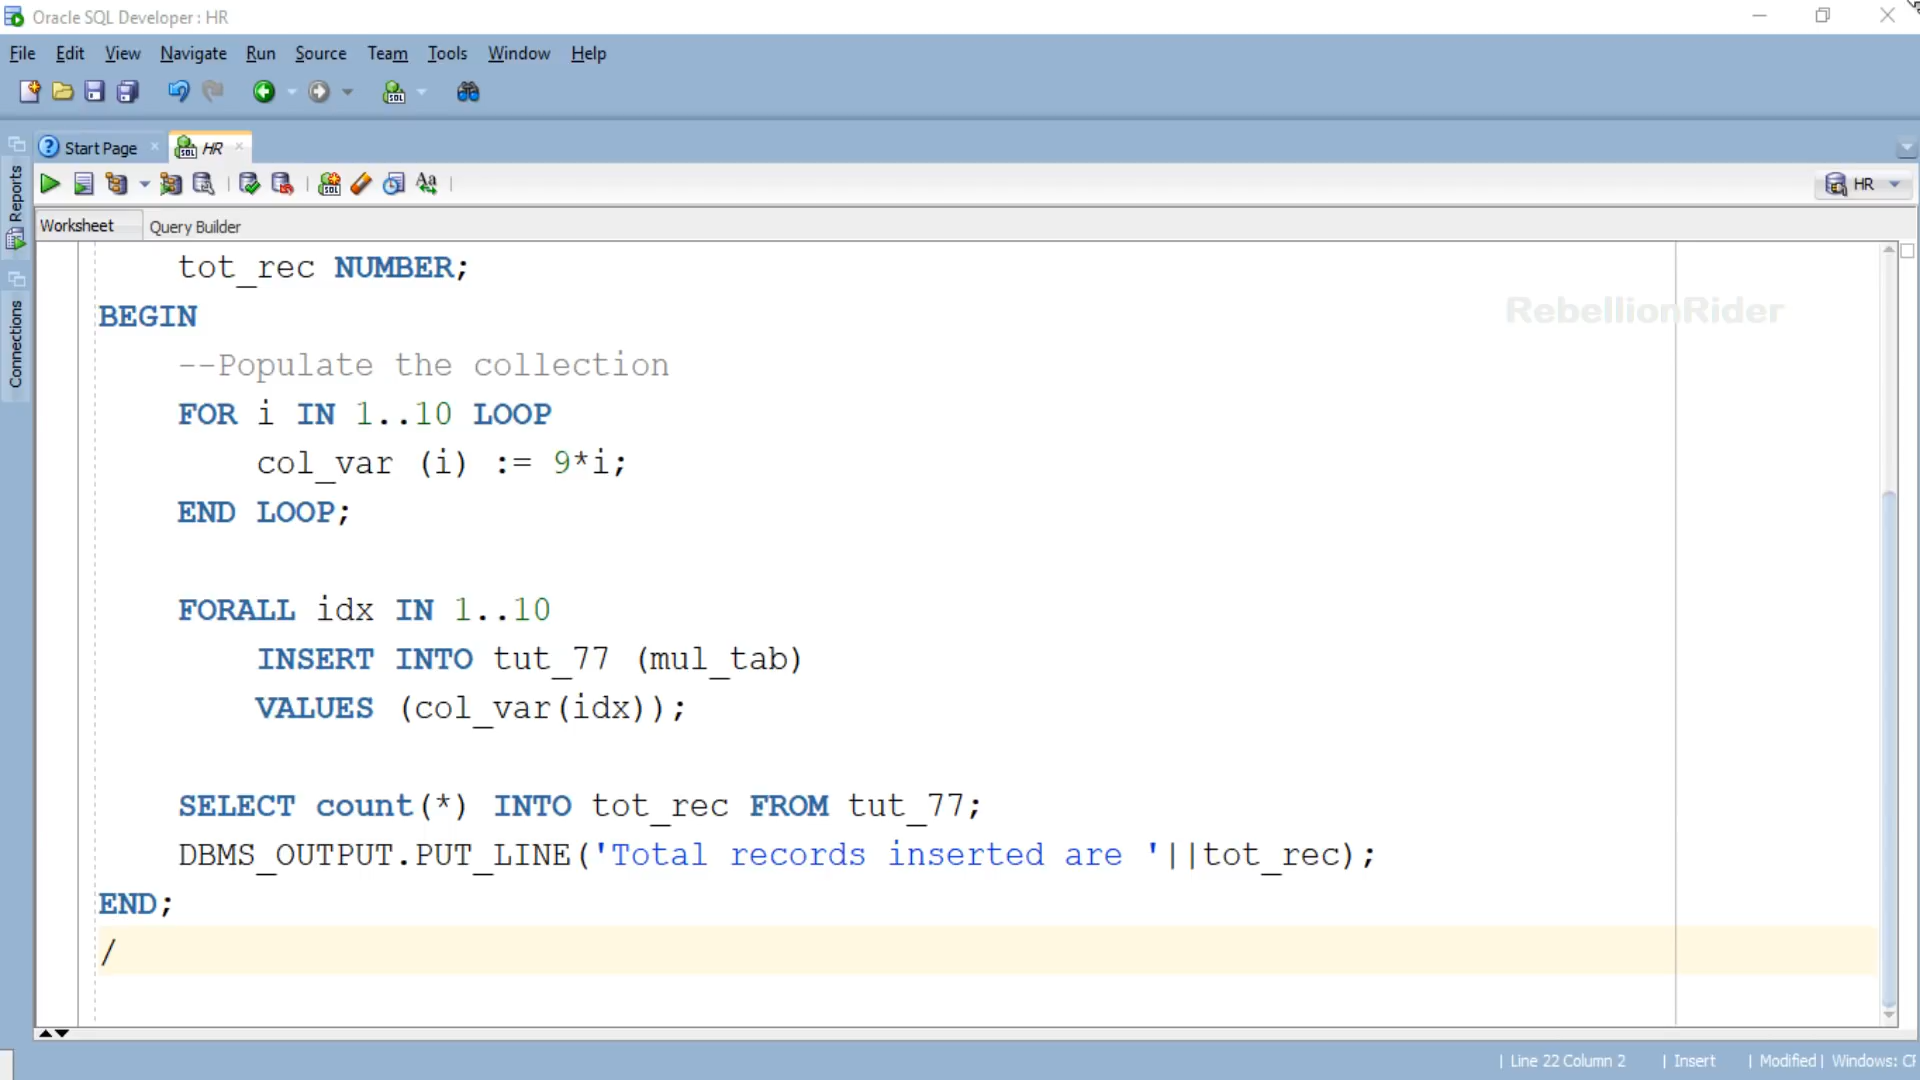 Oracle SQL Developer : HR
File Edit View Navigate Run Source Team Tools Window Help
Start Page
HR
HR
Reports
Connections
Worksheet
Query Builder
RebellionRider
tot_rec NUMBER;
BEGIN
--Populate the collection
FOR i IN 1..10 LOOP
col_var (i) := 9*i;
END LOOP;
FORALL idx IN 1..10
INSERT INTO tut_77 (mul_tab)
VALUES (col_var(idx));
SELECT count(*) INTO tot_rec FROM tut_77;
DBMS_OUTPUT.PUT_LINE('Total records inserted are '||tot_rec);
END;
/
| Line 22 Column 2 | Insert | Modified | Windows: CF